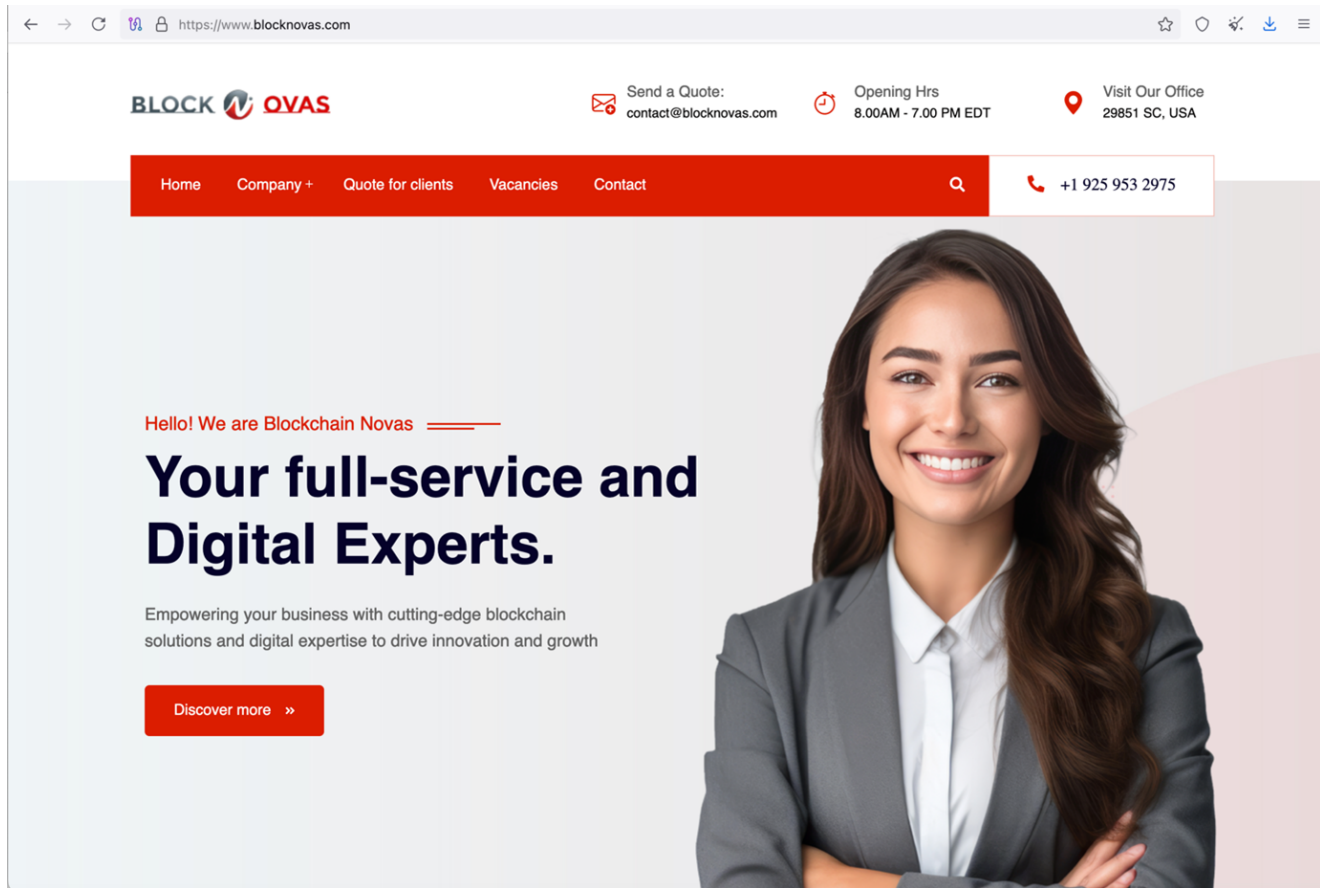 https://www.blocknovas.com
BLOCK N OVAS
Send a Quote:
contact@blocknovas.com
Opening Hrs
8.00AM - 7.00 PM EDT
Visit Our Office
29851 SC, USA
Home Company + Quote for clients Vacancies Contact
+1 925 953 2975
Hello! We are Blockchain Novas
Your full-service and
Digital Experts.
Empowering your business with cutting-edge blockchain
solutions and digital expertise to drive innovation and growth
Discover more »